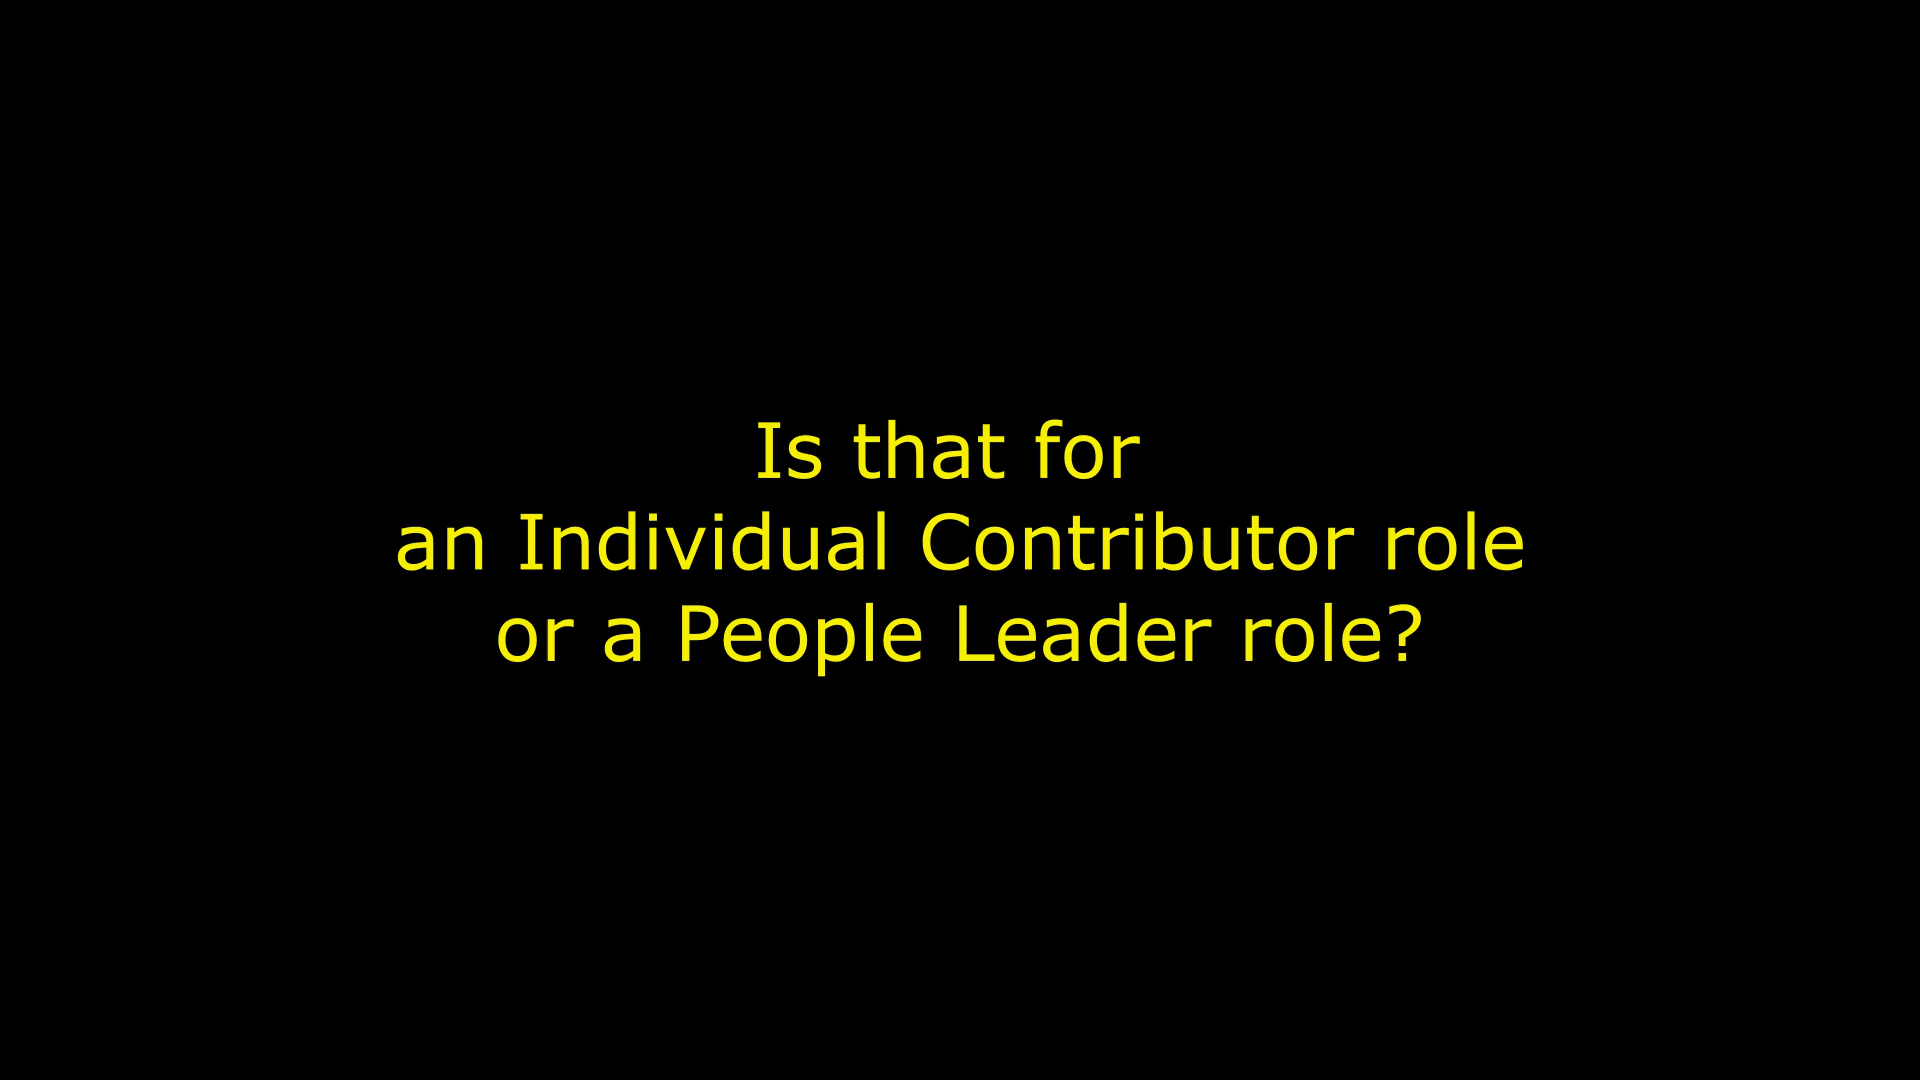 Is that for
an Individual Contributor role
or a People Leader role?